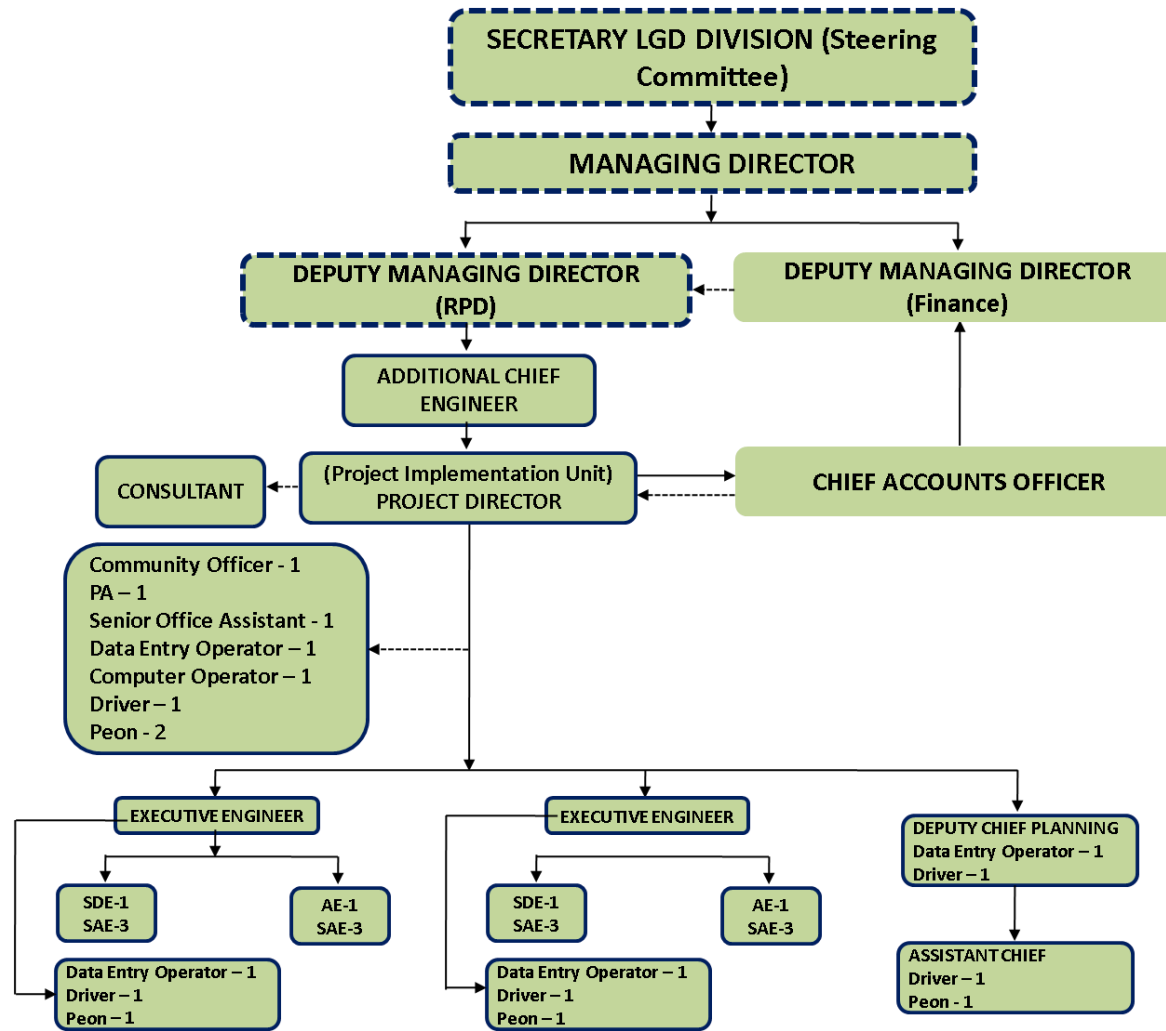 SECRETARY LGD DIVISION (Steering
Committee)
MANAGING DIRECTOR
DEPUTY MANAGING DIRECTOR
(RPD)
DEPUTY MANAGING DIRECTOR
(Finance)
ADDITIONAL CHIEF
ENGINEER
CONSULTANT
(Project Implementation Unit)
PROJECT DIRECTOR
CHIEF ACCOUNTS OFFICER
Community Officer - 1
PA – 1
Senior Office Assistant - 1
Data Entry Operator – 1
Computer Operator – 1
Driver – 1
Peon - 2
EXECUTIVE ENGINEER
EXECUTIVE ENGINEER
DEPUTY CHIEF PLANNING
Data Entry Operator – 1
Driver – 1
SDE-1
SAE-3
AE-1
SAE-3
SDE-1
SAE-3
AE-1
SAE-3
Data Entry Operator – 1
Driver – 1
Peon – 1
Data Entry Operator – 1
Driver – 1
Peon – 1
ASSISTANT CHIEF
Driver – 1
Peon - 1